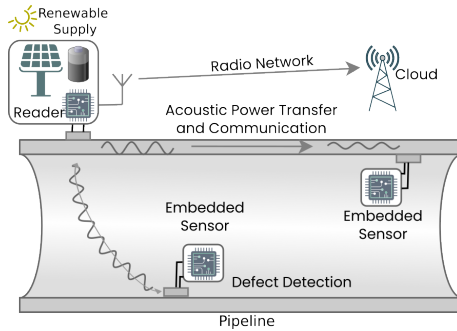 Renewable
Supply
Reader
Radio Network
Cloud
Acoustic Power Transfer
and Communication
Embedded
Sensor
Embedded
Sensor
Defect Detection
Pipeline